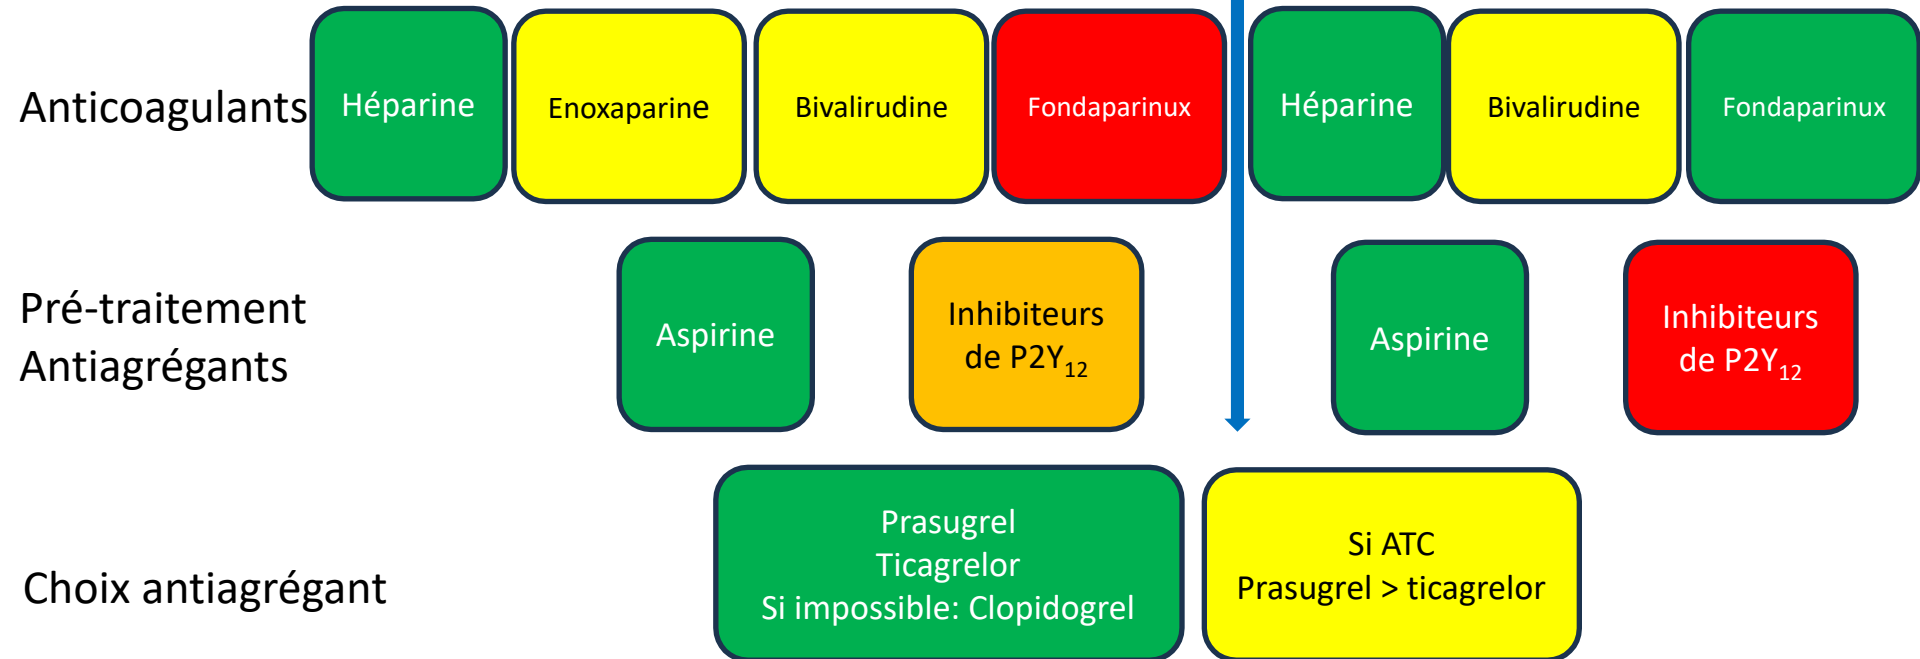 Anticoagulants
Héparine
Enoxaparine
Bivalirudine
Fondaparinux
Héparine
Bivalirudine
Fondaparinux
Pré-traitement
Antiagrégants
Aspirine
Inhibiteurs
de P2Y12
Aspirine
Inhibiteurs
de P2Y12
Choix antiagrégant
Prasugrel
Ticagrelor
Si impossible: Clopidogrel
Si ATC
Prasugrel > ticagrelor